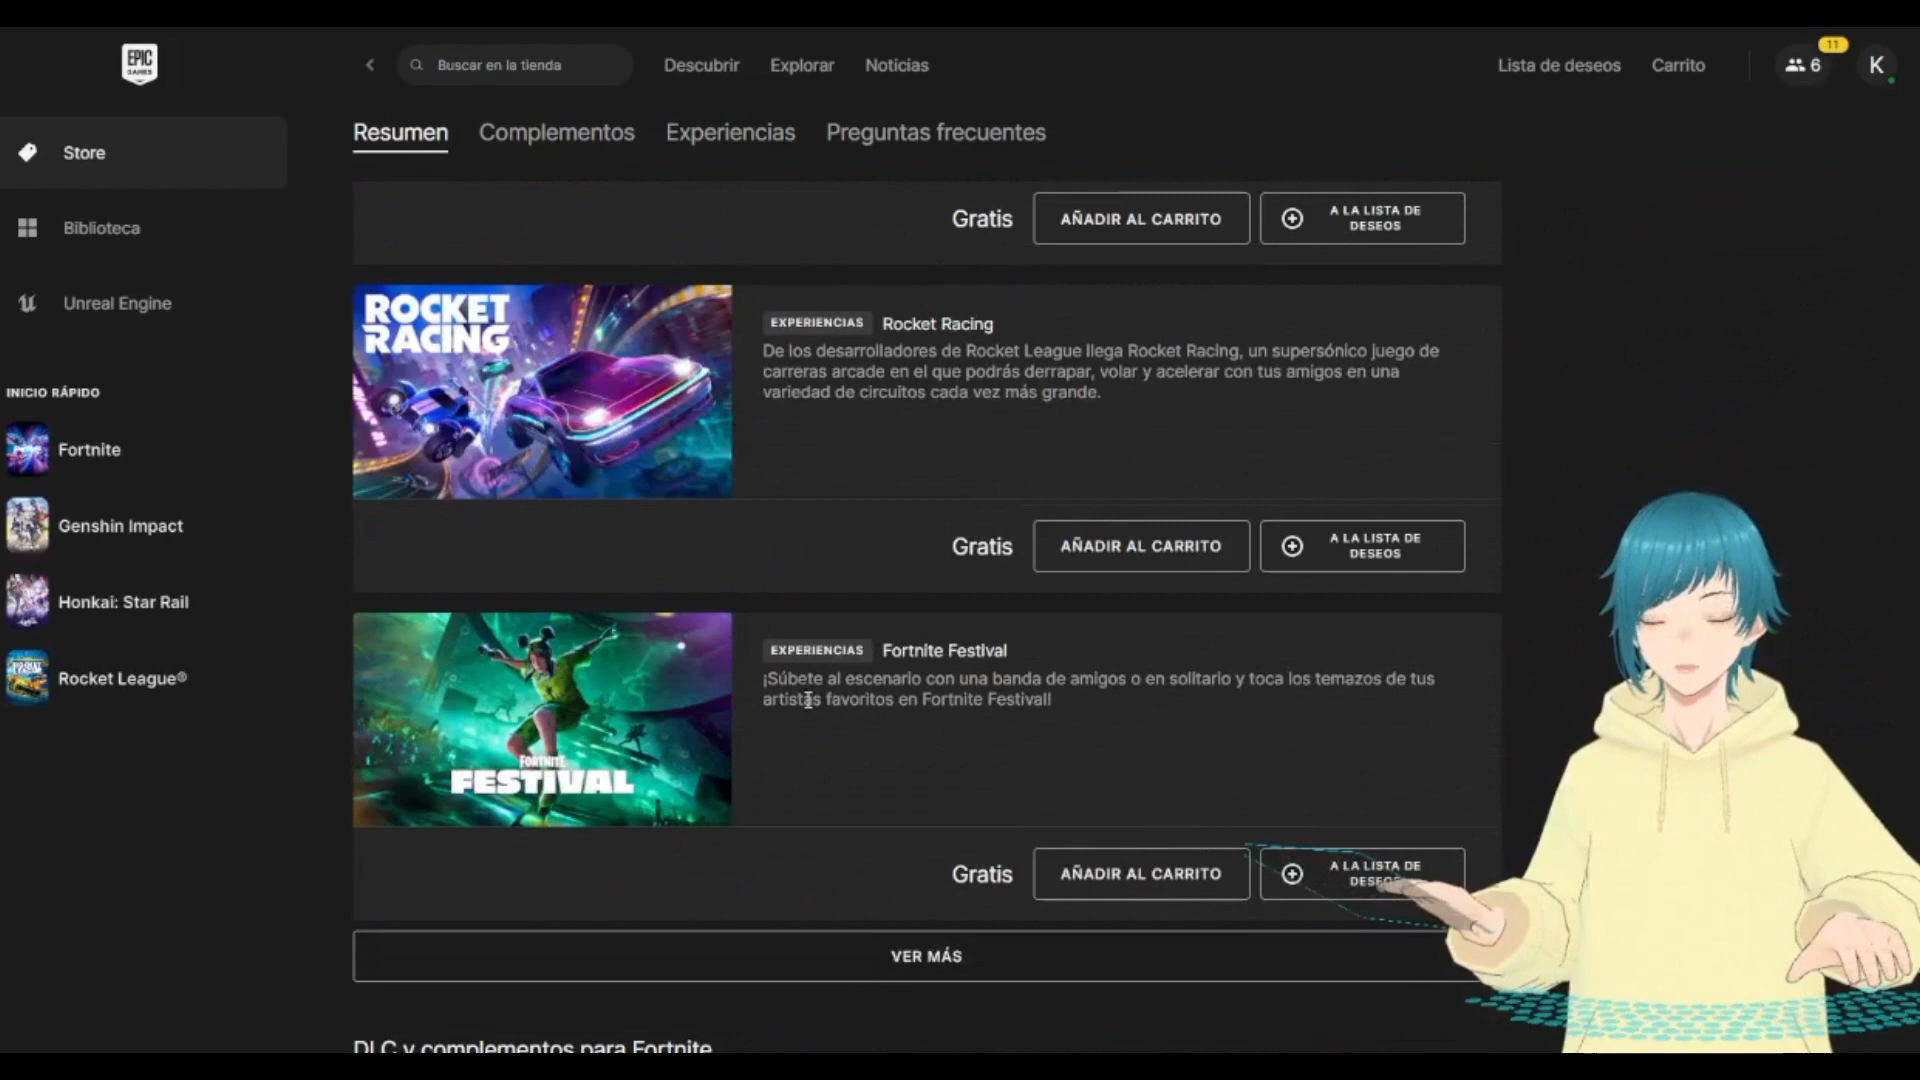 EPIC
GAMES
Buscar en la tienda
Descubrir
Explorar
Noticias
Lista de deseos
Carrito
6
11
K
Store
Biblioteca
Unreal Engine
INICIO RÁPIDO
Fortnite
Genshin Impact
Honkai: Star Rail
Rocket League®
Resumen
Complementos
Experiencias
Preguntas frecuentes
Gratis
AÑADIR AL CARRITO
A LA LISTA DE
DESEOS
ROCKET
RACING
EXPERIENCIAS Rocket Racing
De los desarrolladores de Rocket League llega Rocket Racing, un supersónico juego de
carreras arcade en el que podrás derrapar, volar y acelerar con tus amigos en una
variedad de circuitos cada vez más grande.
Gratis
AÑADIR AL CARRITO
A LA LISTA DE
DESEOS
FORTNITE
FESTIVAL
EXPERIENCIAS Fortnite Festival
¡Súbete al escenario con una banda de amigos o en solitario y toca los temazos de tus
artistas favoritos en Fortnite Festival!
Gratis
AÑADIR AL CARRITO
A LA LISTA DE
DESEOS
VER MÁS
DLC y complementos para Fortnite